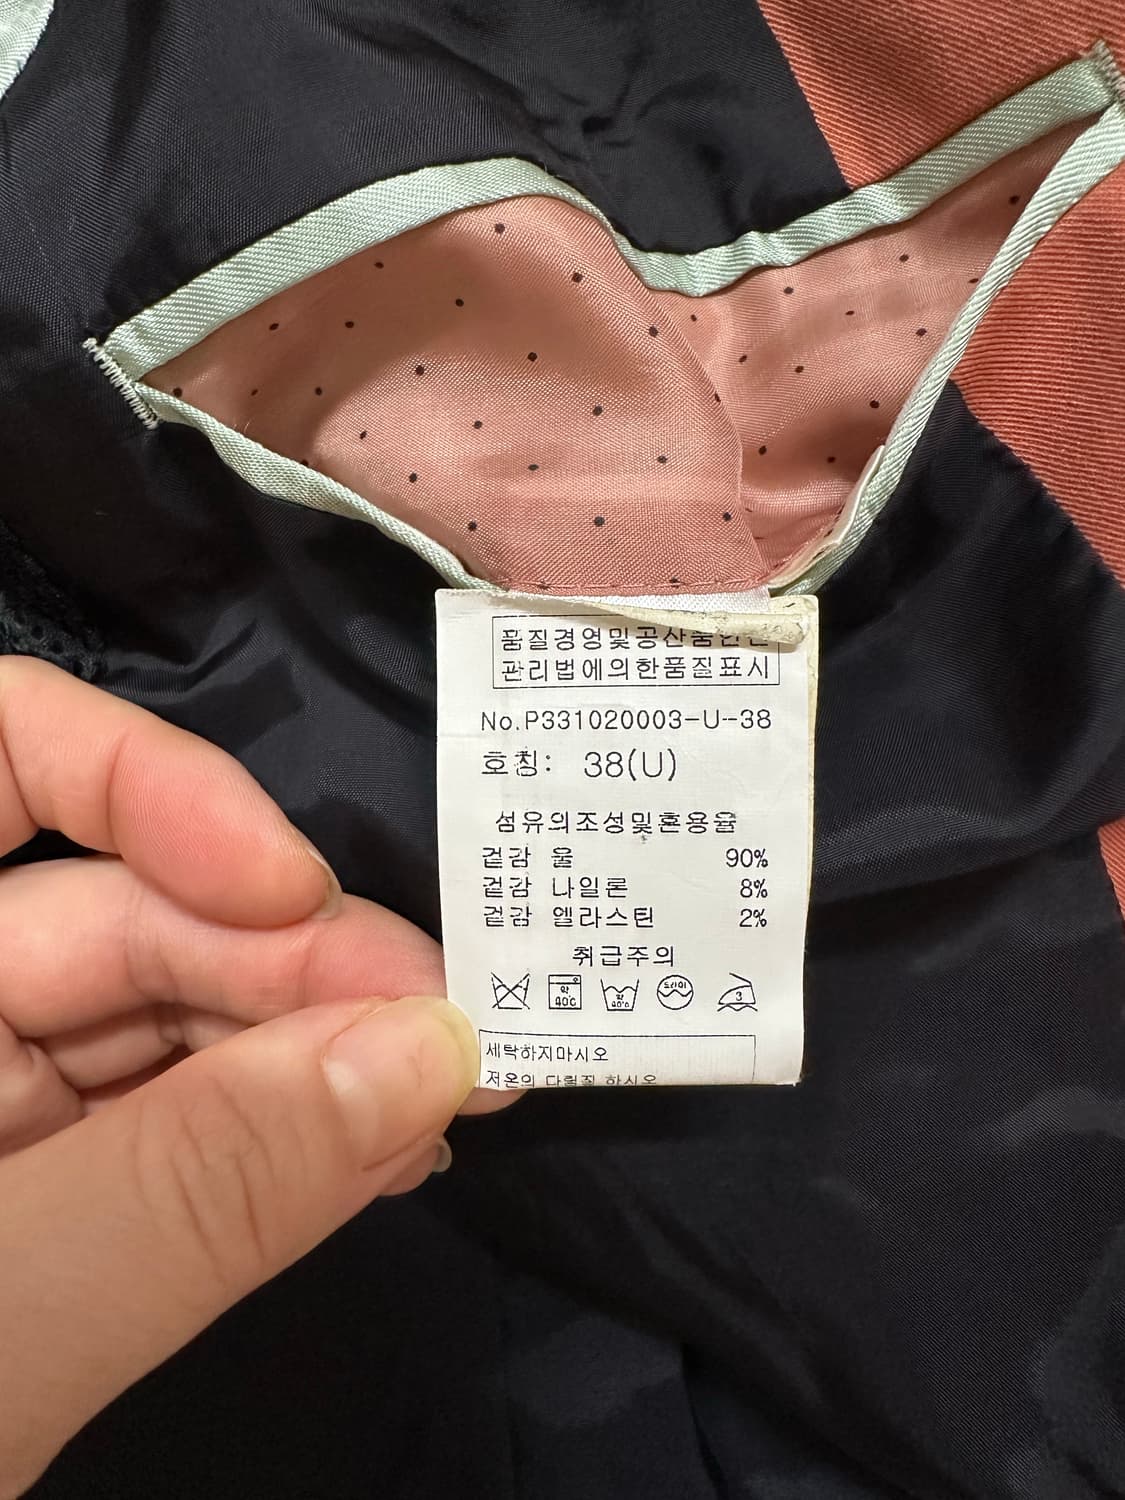 품질경영및공산품안전
관리법에의한품질표시
No.P331020003-U--38
호칭: 38(U)
섬유의조성및혼용율
겉감 울 90%
겉감 나일론 8%
겉감 엘라스틴 2%
취급주의
약 40℃ 약 40℃ 드라이 3
세탁하지마시오
저온의 다림질 하시오